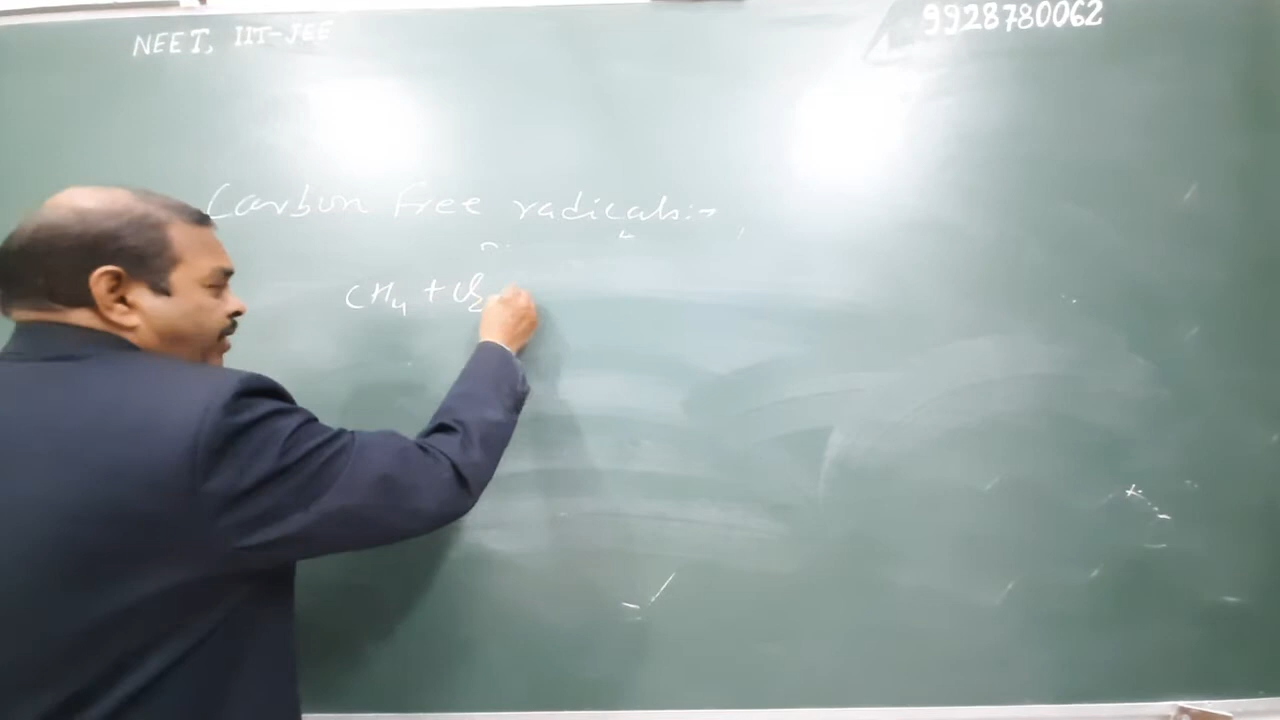 NEET, IIT-JEE
9928780062
Carbon Free radicals:→
CH4 + Cl2